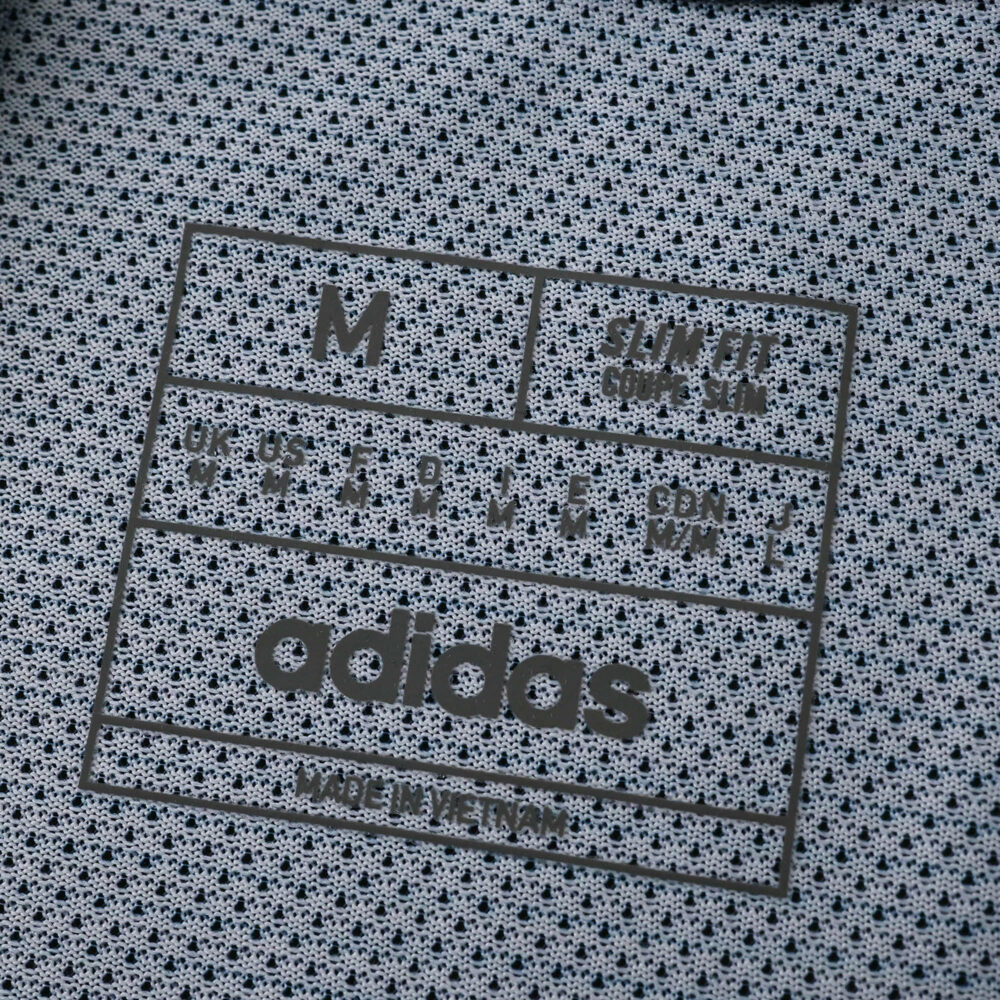 M
SLIM FIT
COUPE SLIM
UK US F D I E CDN J
M M M M M M M/M L
adidas
MADE IN VIETNAM